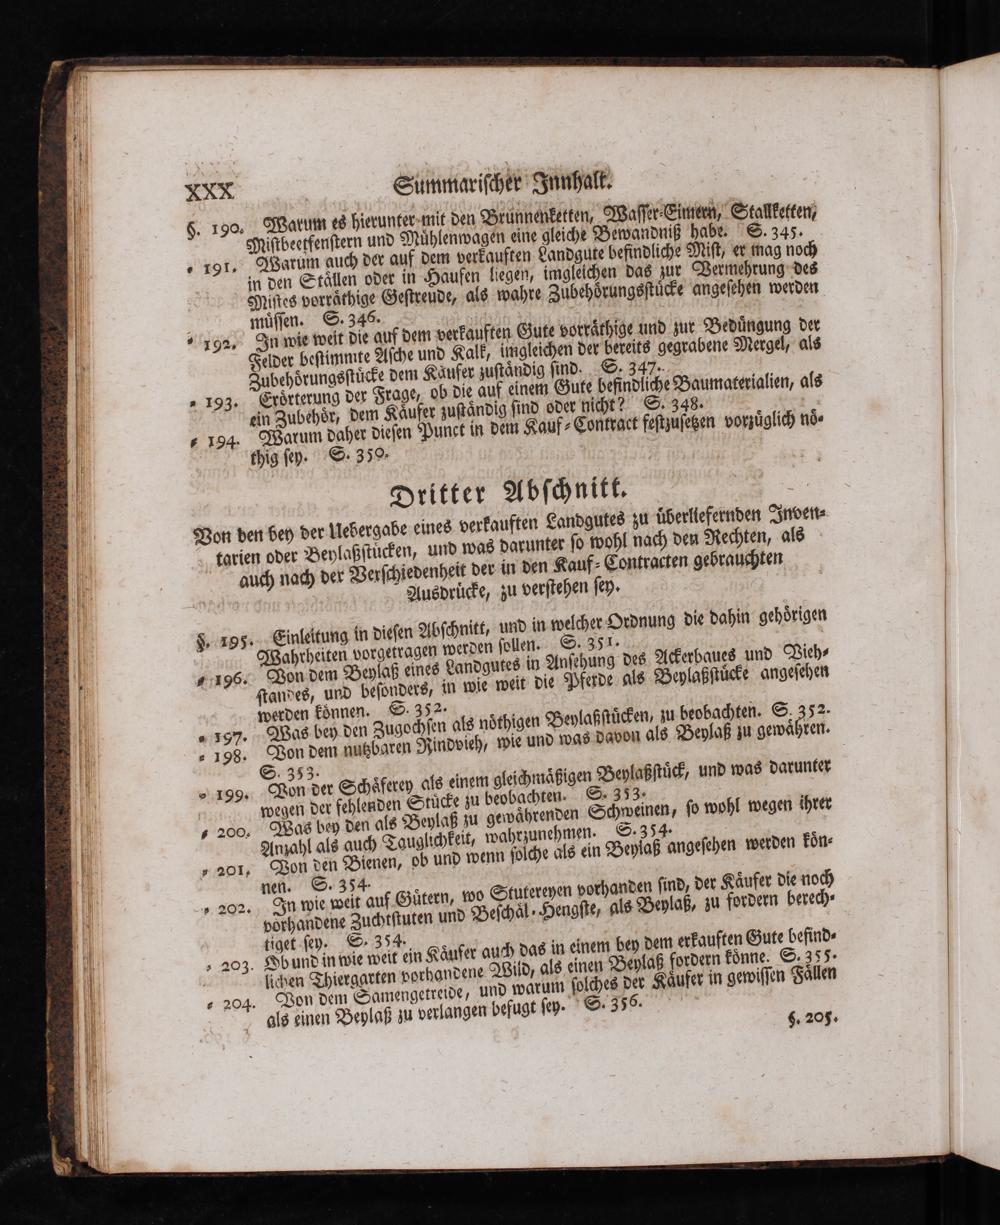 XXX Summarischer Innhalt.
§. 190. Warum es hierunter mit den Brunnenketten, Wasser-Eimern, Stallketten,
Mistbeetfenstern und Mühlenwagen eine gleiche Bewandniß habe. S. 345.
= 191. Warum auch der auf dem verkauften Landgute befindliche Mist, er mag noch
in den Ställen oder in Haufen liegen, imgleichen das zur Vermehrung des
Mistes vorräthige Gestreude, als wahre Zubehörungsstücke angesehen werden
müssen. S. 346.
= 192. In wie weit die auf dem verkauften Gute vorräthige und zur Bedüngung der
Felder bestimmte Asche und Kalk, imgleichen der bereits gegrabene Mergel, als
Zubehörungsstücke dem Käufer zuständig sind. S. 347.
= 193. Erörterung der Frage, ob die auf einem Gute befindliche Baumaterialien, als
ein Zubehör, dem Käufer zuständig sind oder nicht? S. 348.
= 194. Warum daher diesen Punct in dem Kauf=Contract festzusetzen vorzüglich nö=
thig sey. S. 350.
Dritter Abschnitt.
Von den bey der Uebergabe eines verkauften Landgutes zu überliefernden Inven=
tarien oder Beylaßstücken, und was darunter so wohl nach den Rechten, als
auch nach der Verschiedenheit der in den Kauf=Contracten gebrauchten
Ausdrücke, zu verstehen sey.
§. 195. Einleitung in diesen Abschnitt, und in welcher Ordnung die dahin gehörigen
Wahrheiten vorgetragen werden sollen. S. 351.
= 196. Von dem Beylaß eines Landgutes in Ansehung des Ackerbaues und Vieh=
standes, und besonders, in wie weit die Pferde als Beylaßstücke angesehen
werden können. S. 352.
= 197. Was bey den Zugochsen als nöthigen Beylaßstücken, zu beobachten. S. 352.
= 198. Von dem nutzbaren Rindvieh, wie und was davon als Beylaß zu gewähren.
S. 353.
= 199. Von der Schäferey als einem gleichmäßigen Beylaßstück, und was darunter
wegen der fehlenden Stücke zu beobachten. S. 353.
= 200. Was bey den als Beylaß zu gewährenden Schweinen, so wohl wegen ihrer
Anzahl als auch Tauglichkeit, wahrzunehmen. S. 354.
= 201. Von den Bienen, ob und wenn solche als ein Beylaß angesehen werden kön=
nen. S. 354.
= 202. In wie weit auf Gütern, wo Stutereyen vorhanden sind, der Käufer die noch
vorhandene Zuchtstuten und Beschäl=Hengste, als Beylaß, zu fordern berech=
tiget sey. S. 354.
= 203. Ob und in wie weit ein Käufer auch das in einem bey dem erkauften Gute befind=
lichen Thiergarten vorhandene Wild, als einen Beylaß fordern könne. S. 355.
= 204. Von dem Samengetreide, und warum solches der Käufer in gewissen Fällen
als einen Beylaß zu verlangen befugt sey. S. 356.
§. 205.